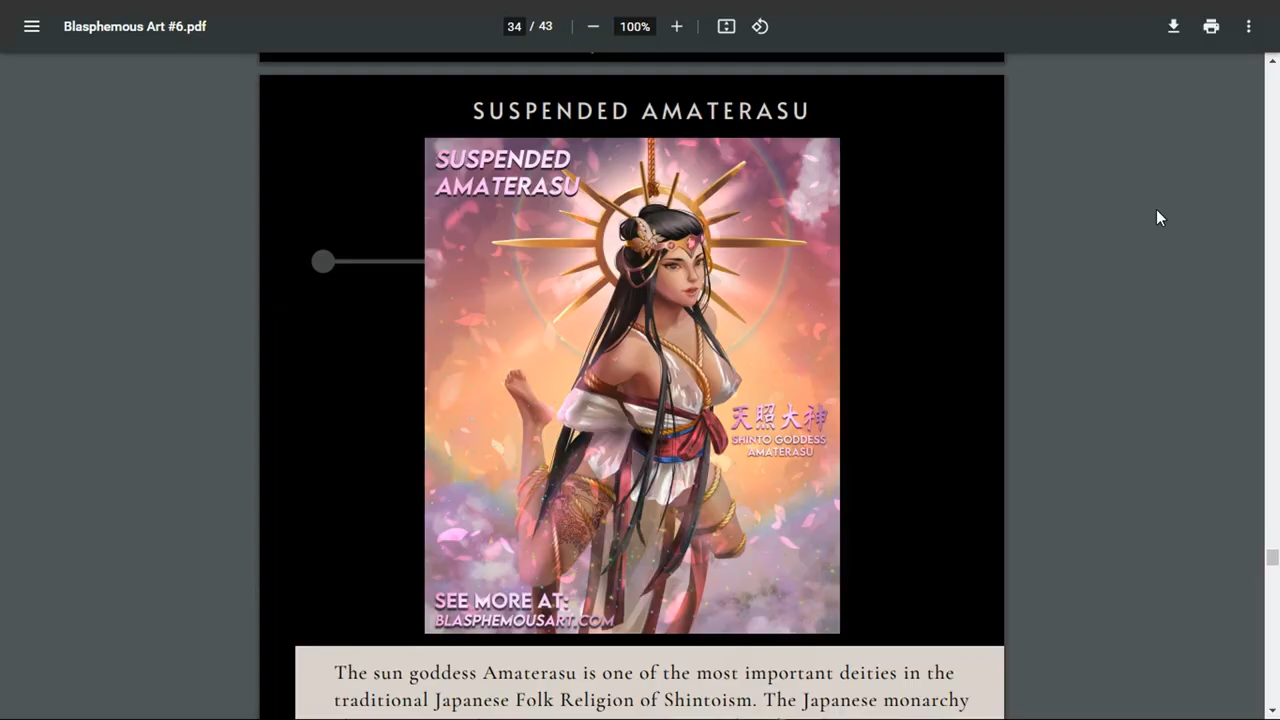 Blasphemous Art #6.pdf
34 / 43
100%
SUSPENDED AMATERASU
SUSPENDED
AMATERASU
天照大神
SHINTO GODDESS
AMATERASU
SEE MORE AT:
BLASPHEMOUSART.COM
The sun goddess Amaterasu is one of the most important deities in the
traditional Japanese Folk Religion of Shintoism. The Japanese monarchy